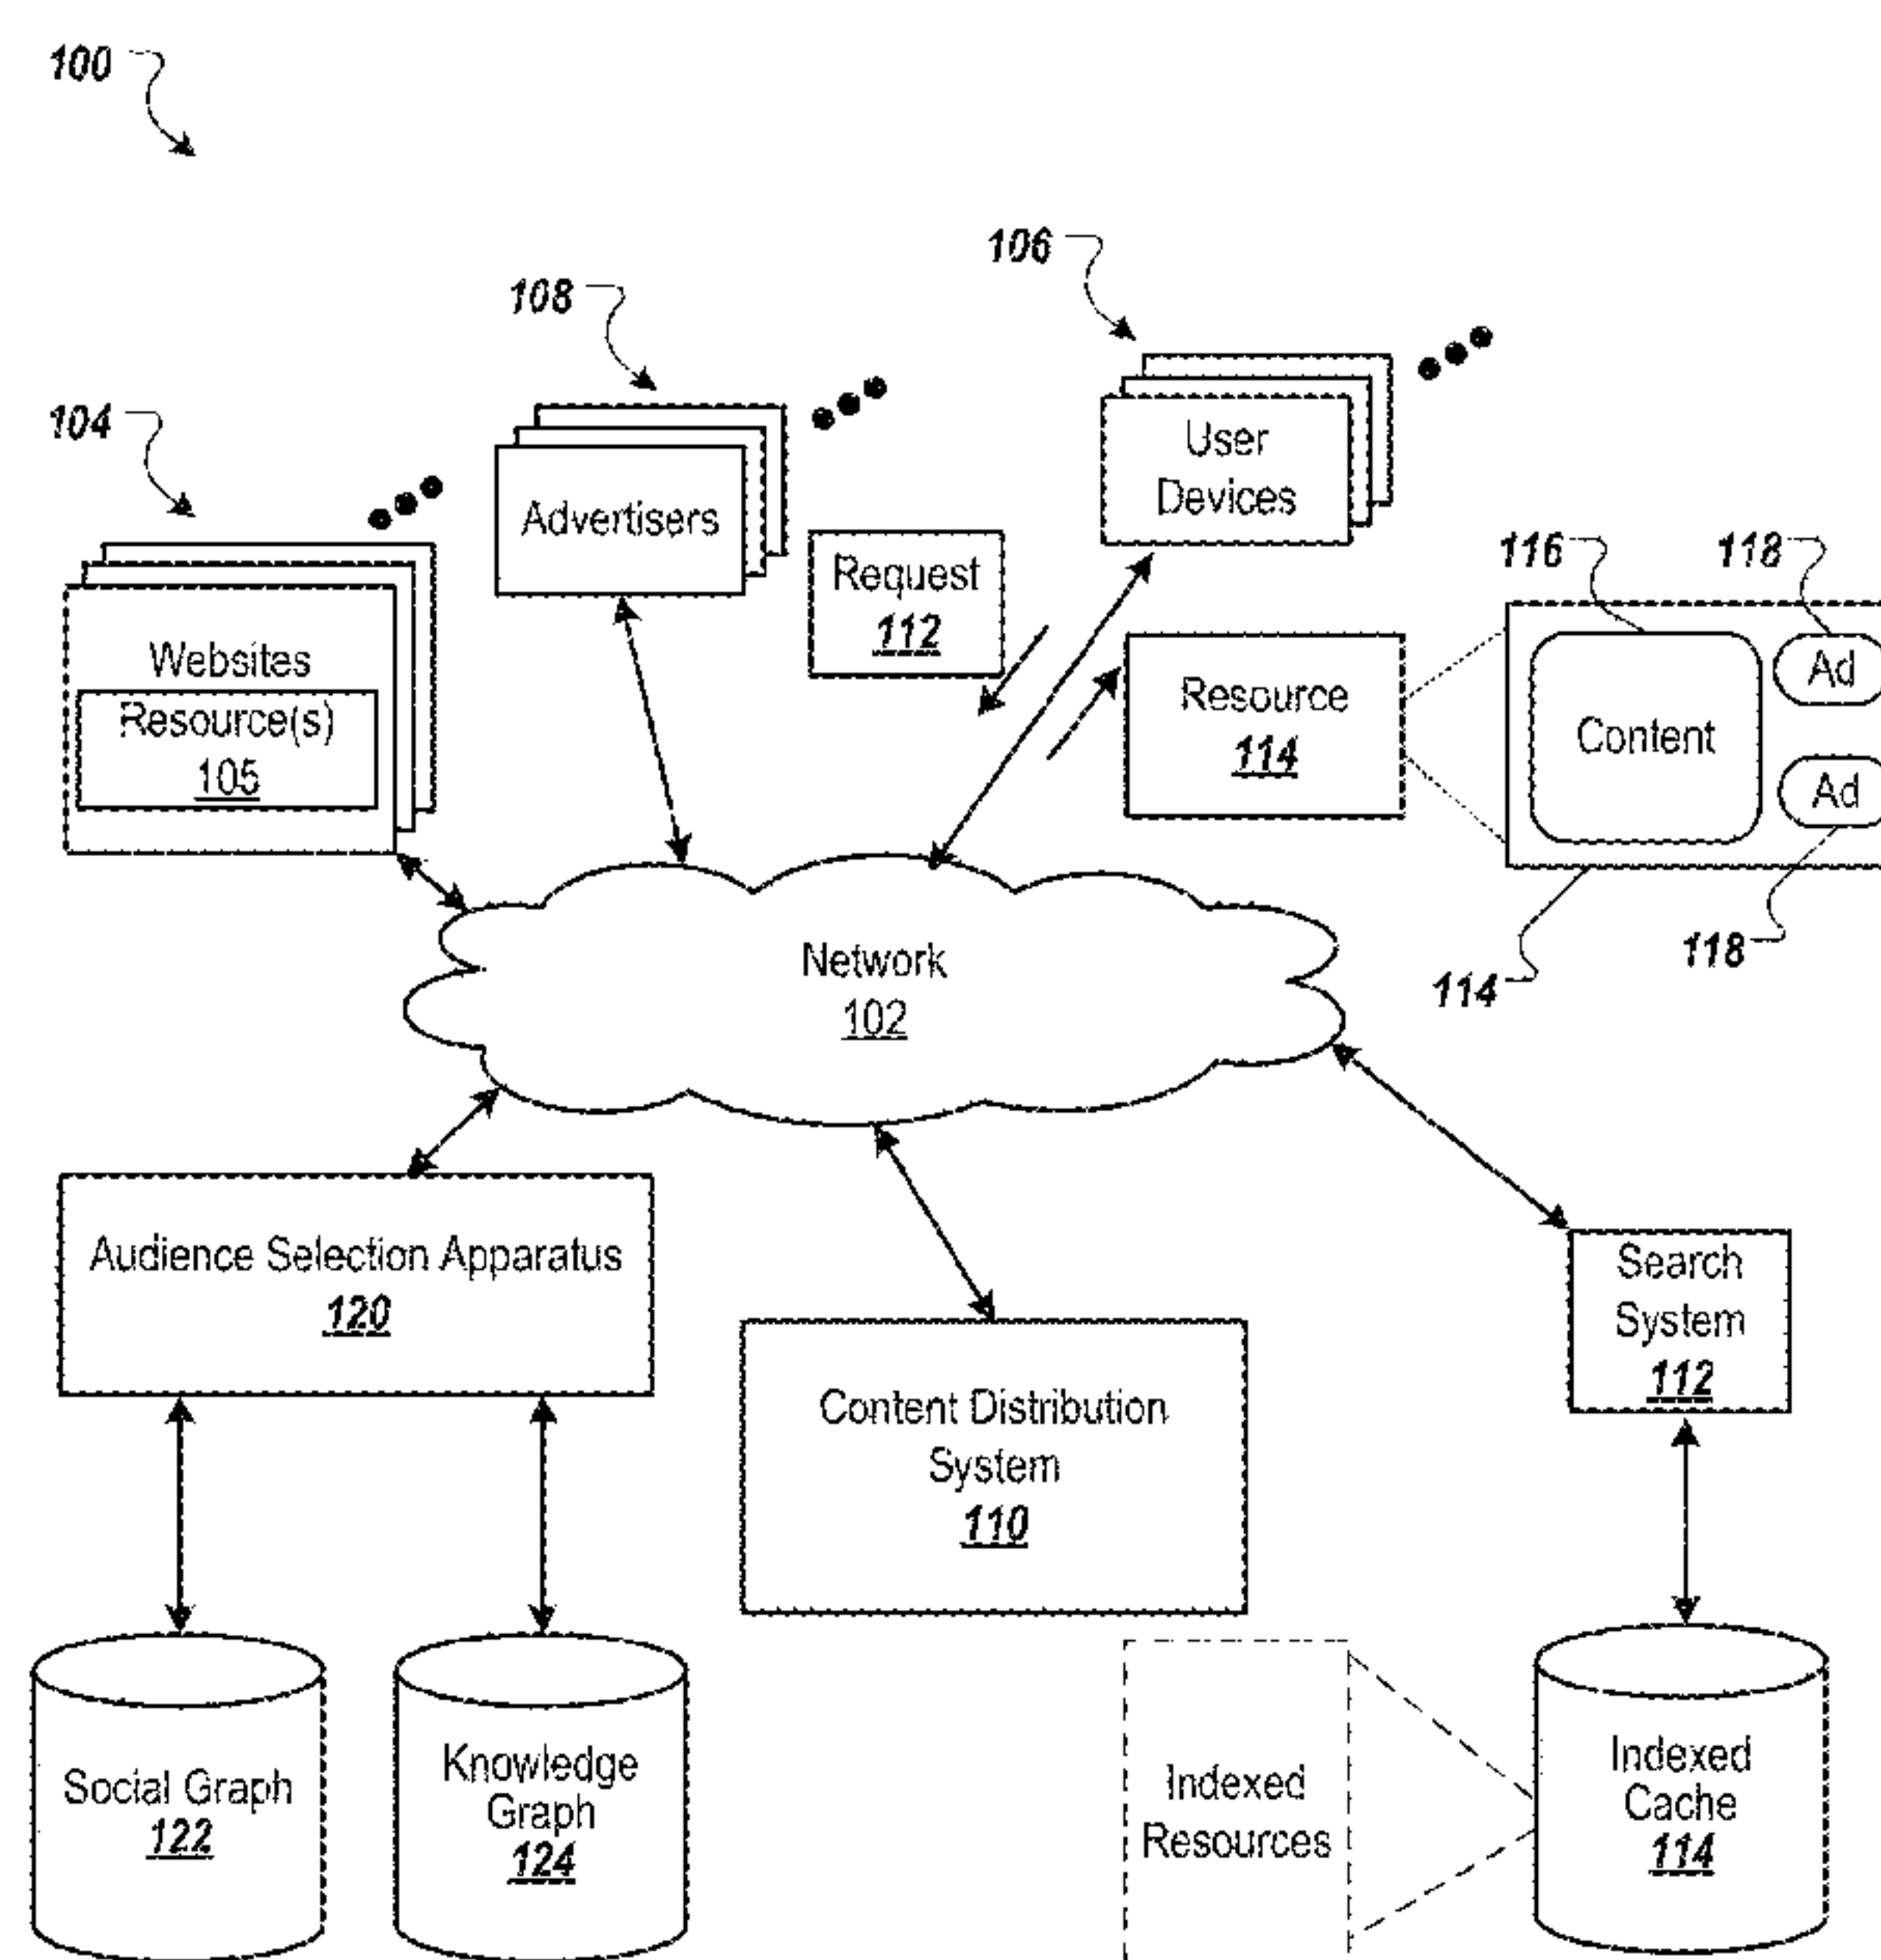 100
106
108
104
User
Devices
Advertisers
116
118
Request
112
Websites
Resource(s)
105
Resource
114
Content
Ad
Ad
118
114
Network
102
Audience Selection Apparatus
120
Search
System
112
Content Distribution
System
110
Social Graph
122
Knowledge
Graph
124
Indexed
Resources
Indexed
Cache
114